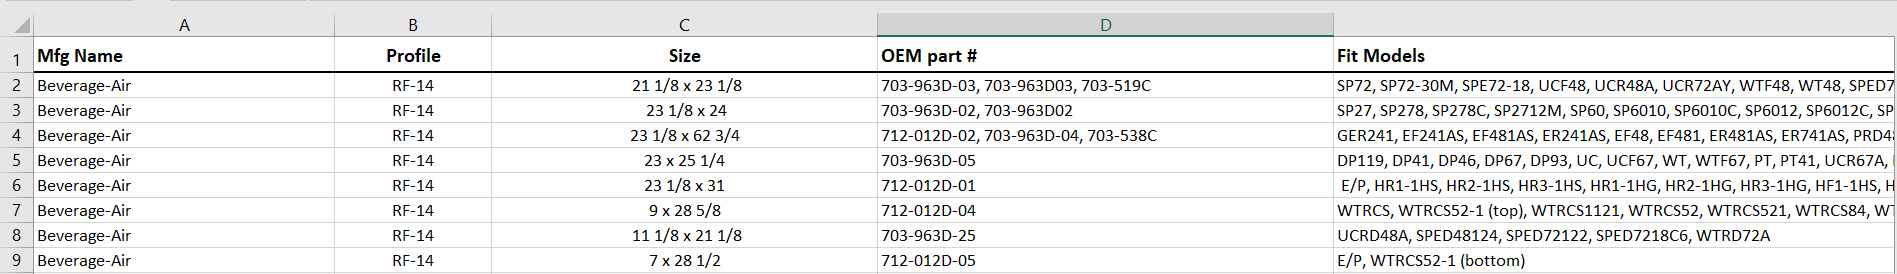 A B C D
1 Mfg Name Profile Size OEM part # Fit Models
2 Beverage-Air RF-14 21 1/8 x 23 1/8 703-963D-03, 703-963D03, 703-519C SP72, SP72-30M, SPE72-18, UCF48, UCR48A, UCR72AY, WTF48, WT48, SPED7
3 Beverage-Air RF-14 23 1/8 x 24 703-963D-02, 703-963D02 SP27, SP278, SP278C, SP2712M, SP60, SP6010, SP6010C, SP6012, SP6012C, SP
4 Beverage-Air RF-14 23 1/8 x 62 3/4 712-012D-02, 703-963D-04, 703-538C GER241, EF241AS, EF481AS, ER241AS, EF48, EF481, ER481AS, ER741AS, PRD48
5 Beverage-Air RF-14 23 x 25 1/4 703-963D-05 DP119, DP41, DP46, DP67, DP93, UC, UCF67, WT, WTF67, PT, PT41, UCR67A,
6 Beverage-Air RF-14 23 1/8 x 31 712-012D-01 E/P, HR1-1HS, HR2-1HS, HR3-1HS, HR1-1HG, HR2-1HG, HR3-1HG, HF1-1HS, H
7 Beverage-Air RF-14 9 x 28 5/8 712-012D-04 WTRCS, WTRCS52-1 (top), WTRCS1121, WTRCS52, WTRCS521, WTRCS84, WT
8 Beverage-Air RF-14 11 1/8 x 21 1/8 703-963D-25 UCRD48A, SPED48124, SPED72122, SPED7218C6, WTRD72A
9 Beverage-Air RF-14 7 x 28 1/2 712-012D-05 E/P, WTRCS52-1 (bottom)